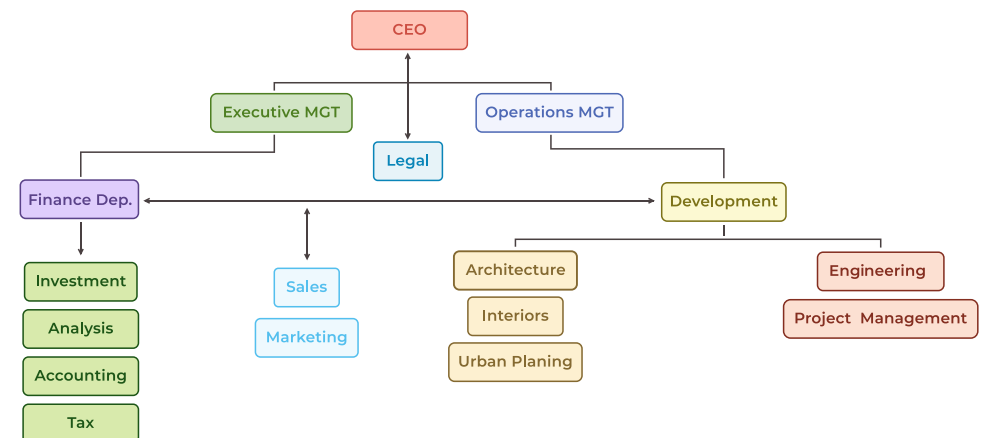 CEO
Executive MGT
Operations MGT
Legal
Finance Dep.
Development
Investment
Analysis
Accounting
Tax
Sales
Marketing
Architecture
Interiors
Urban Planing
Engineering
Project Management